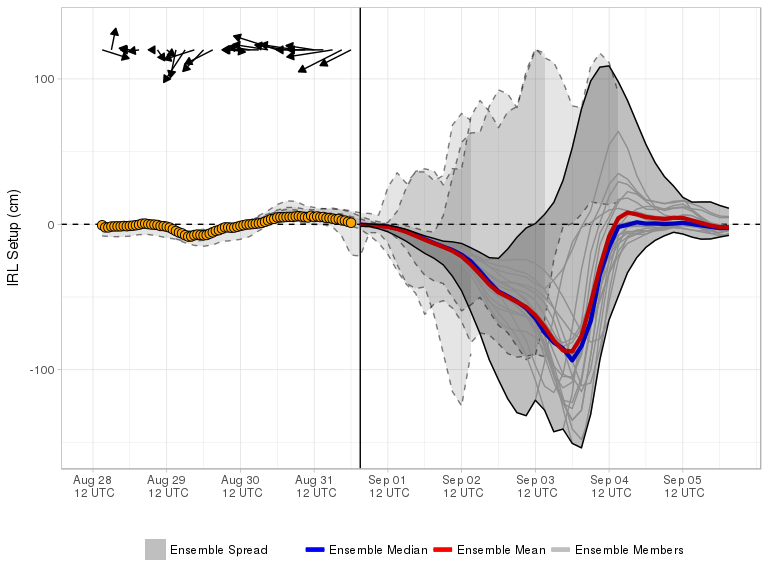 IRL Setup (cm)
100
0
-100
Aug 28 Aug 29 Aug 30 Aug 31 Sep 01 Sep 02 Sep 03 Sep 04 Sep 05
12 UTC 12 UTC 12 UTC 12 UTC 12 UTC 12 UTC 12 UTC 12 UTC 12 UTC
Ensemble Spread Ensemble Median Ensemble Mean Ensemble Members